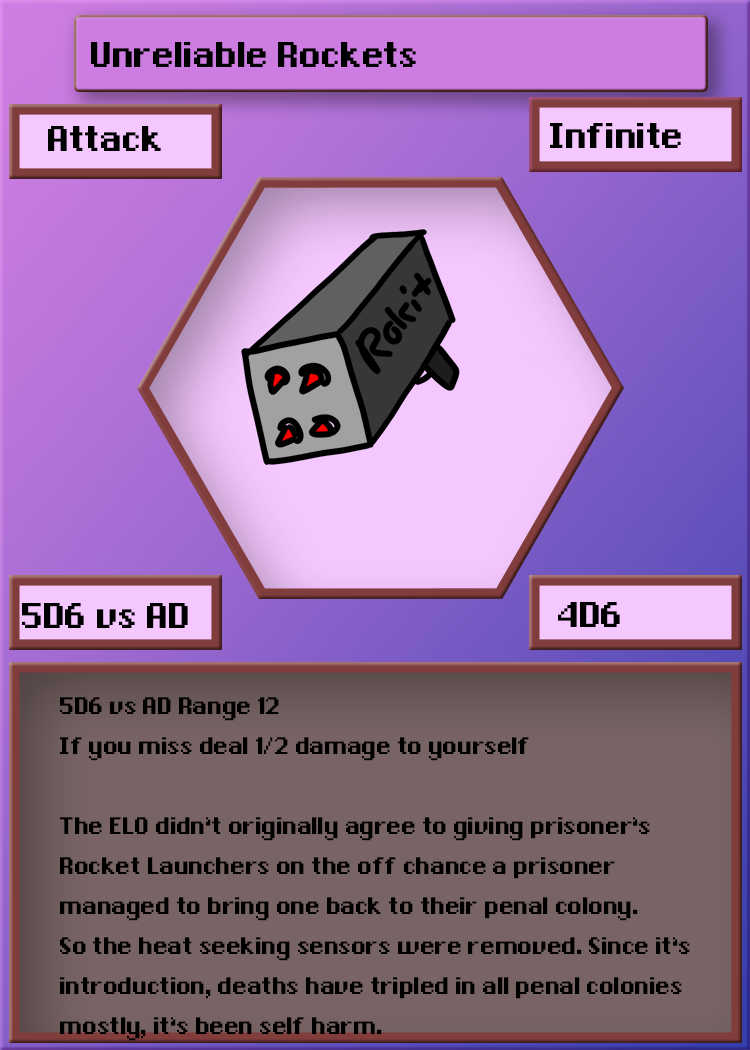 Unreliable Rockets
Attack
Infinite
Rokit
5D6 vs AD
4D6
5D6 vs AD Range 12
If you miss deal 1/2 damage to yourself
The ELO didn't originally agree to giving prisoner's
Rocket Launchers on the off chance a prisoner
managed to bring one back to their penal colony.
So the heat seeking sensors were removed. Since it's
introduction, deaths have tripled in all penal colonies
mostly, it's been self harm.